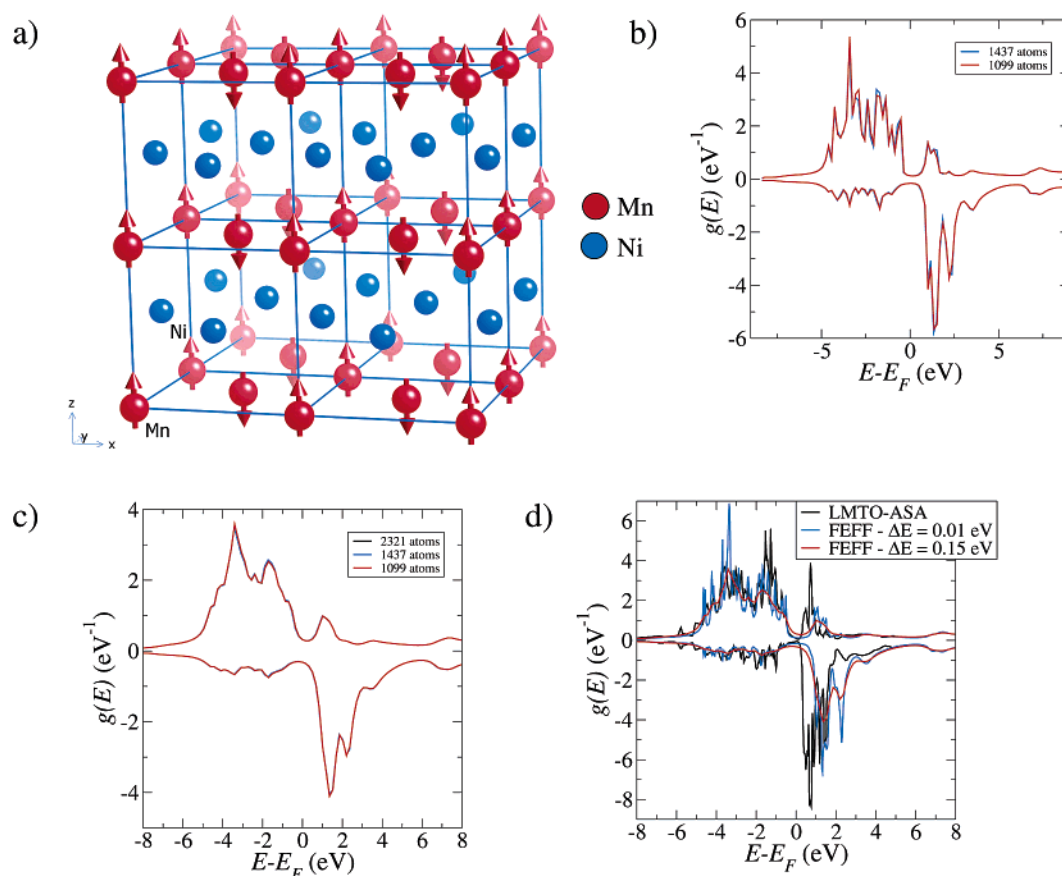 a)
Mn
Ni
Ni
Mn
z
y
x
b)
6
4
2
0
-2
-4
-6
g(E) (eV⁻¹)
1437 atoms
1099 atoms
-5 0 5
E-E_F (eV)
c)
4
2
0
-2
-4
g(E) (eV⁻¹)
2321 atoms
1437 atoms
1099 atoms
-8 -6 -4 -2 0 2 4 6 8
E-E_F (eV)
d)
6
4
2
0
-2
-4
-6
-8
g(E) (eV⁻¹)
LMTO-ASA
FEFF - ΔE = 0.01 eV
FEFF - ΔE = 0.15 eV
-8 -6 -4 -2 0 2 4 6 8
E-E_F (eV)